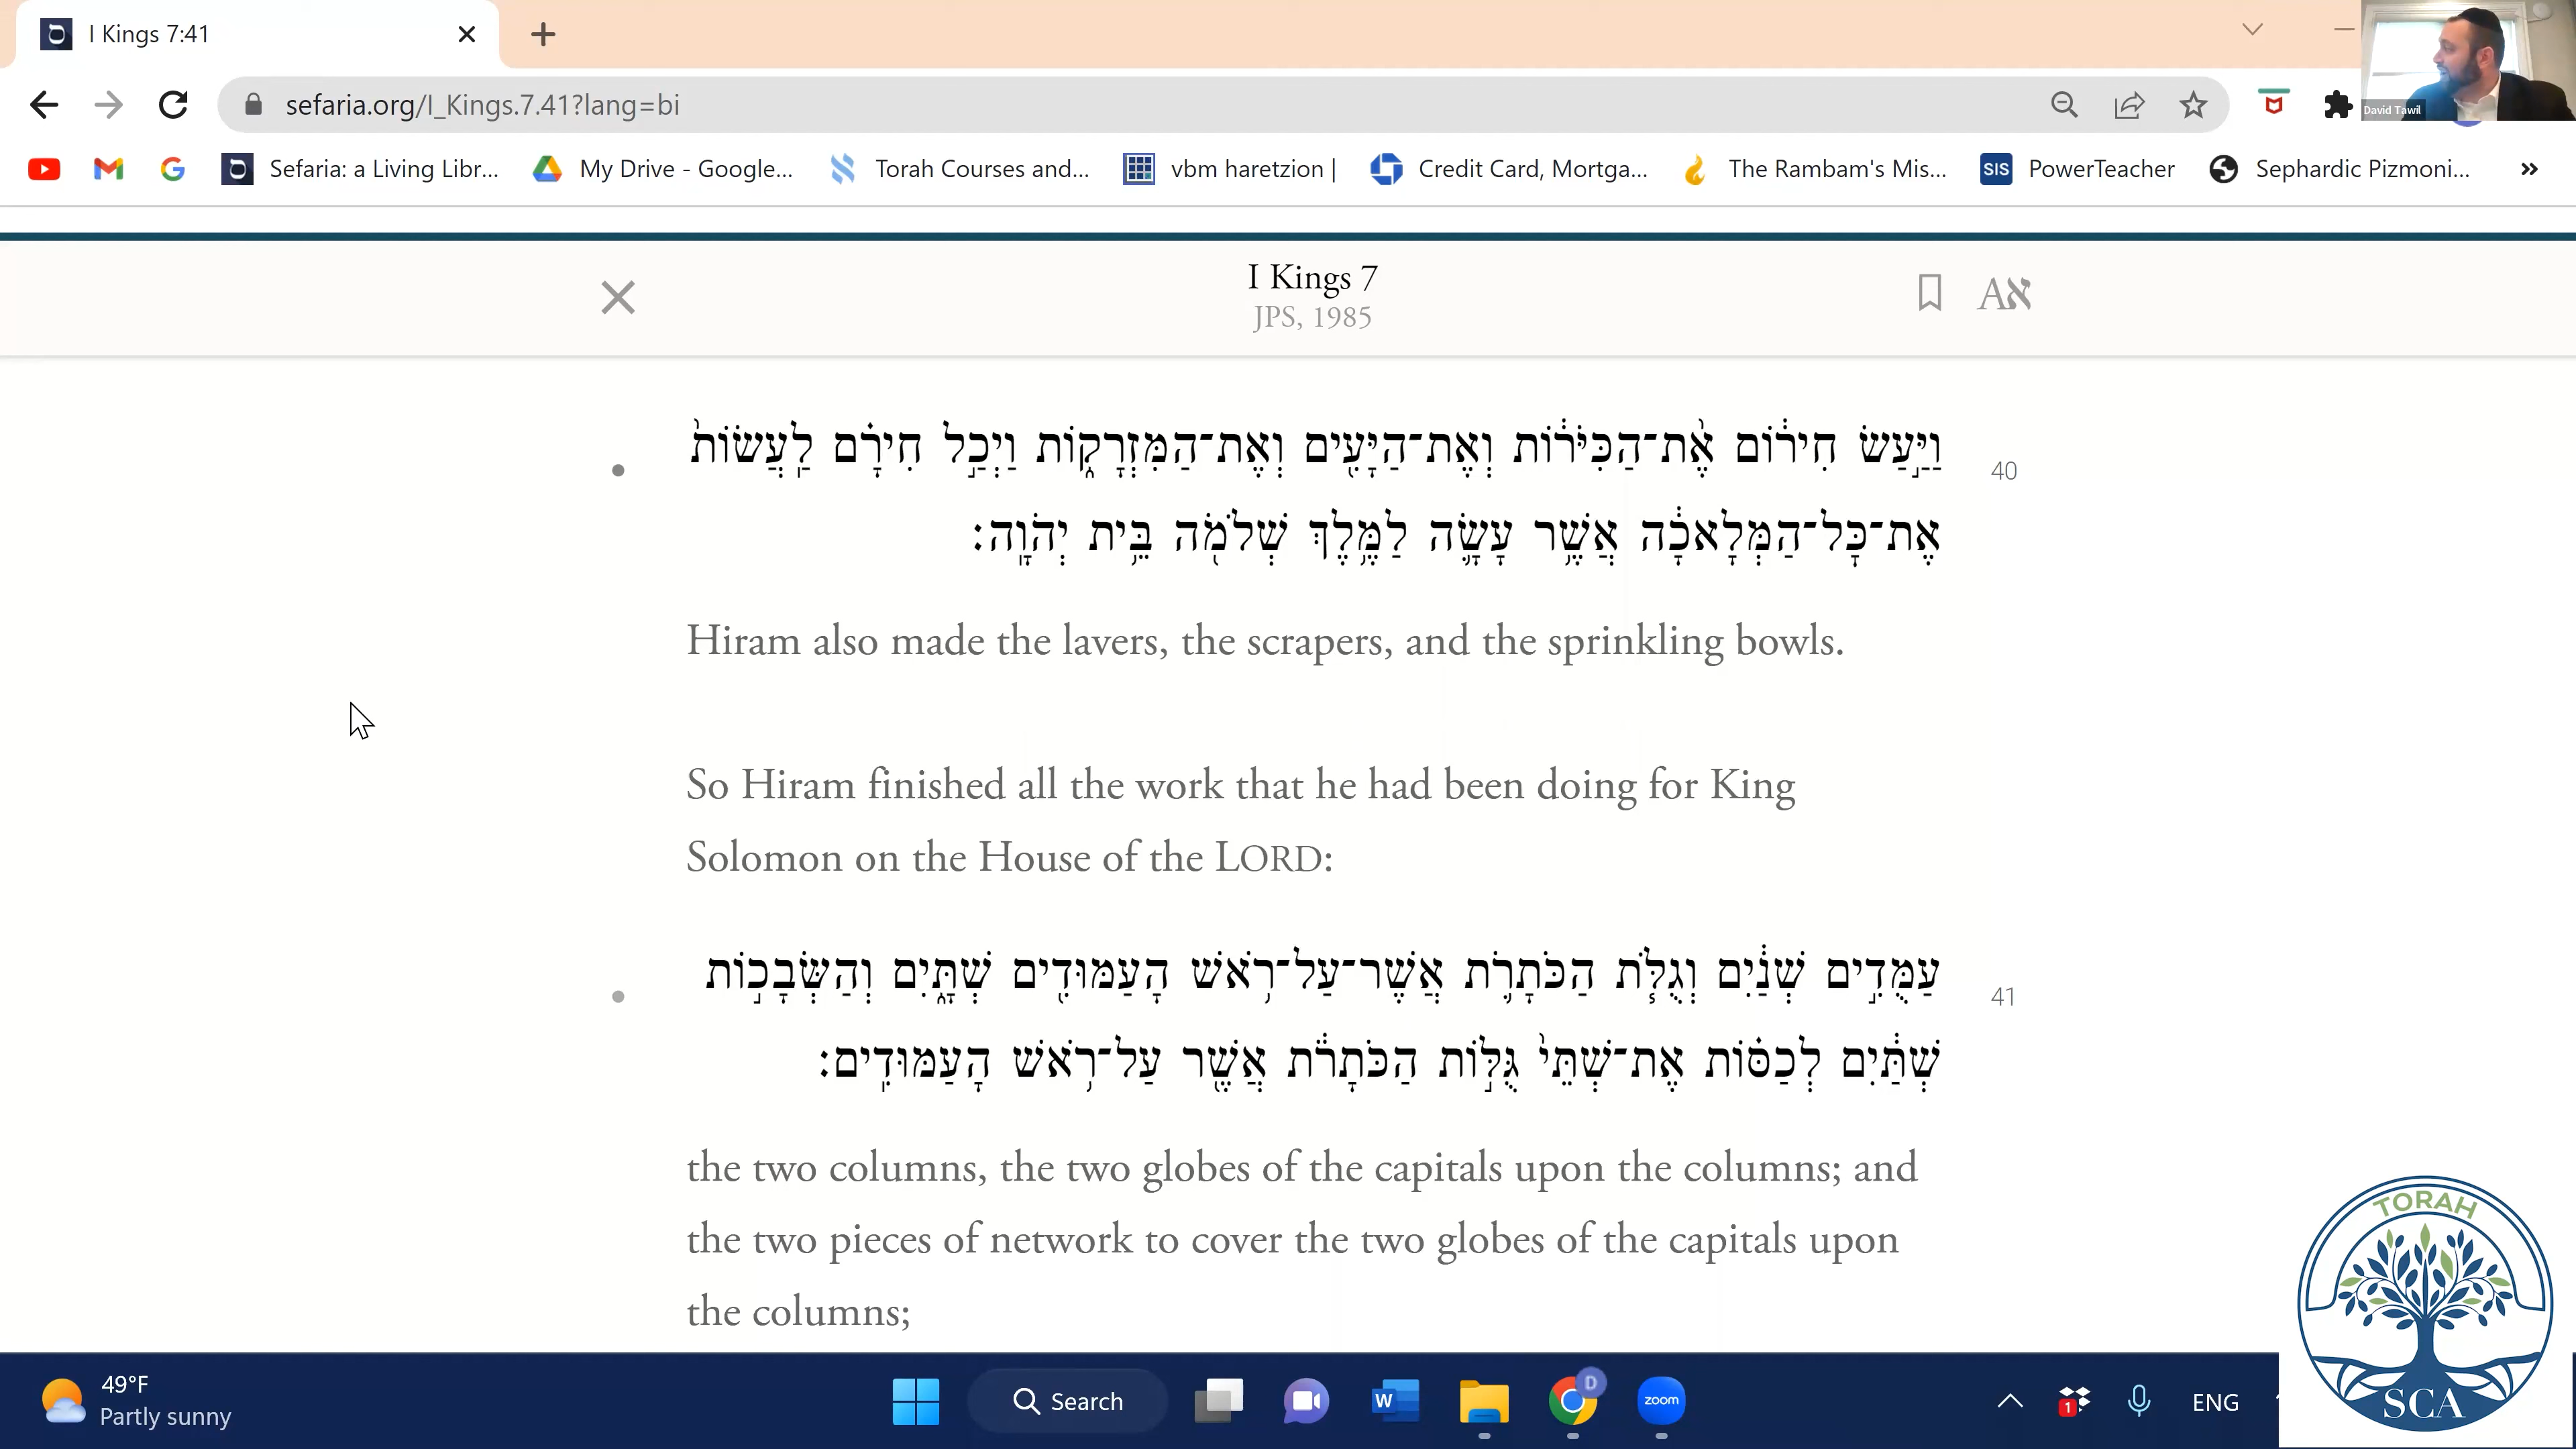 I Kings 7:41
sefaria.org/I_Kings.7.41?lang=bi
David Tawil
Sefaria: a Living Libr...
My Drive - Google...
Torah Courses and...
vbm haretzion |
Credit Card, Mortga...
The Rambam's Mis...
SIS
PowerTeacher
Sephardic Pizmoni...
I Kings 7
JPS, 1985
Aא
וַיַּ֣עַשׂ חִיר֔וֹם אֶ֨ת־הַכִּיֹּר֔וֹת וְאֶת־הַיָּעִ֖ים וְאֶת־הַמִּזְרָק֑וֹת וַיְכַ֣ל חִירָ֗ם לַֽעֲשׂוֹת֙
40
אֶת־כׇּל־הַמְּלָאכָ֔ה אֲשֶׁ֥ר עָשָׂ֛ה לַמֶּ֥לֶךְ שְׁלֹמֹ֖ה בֵּ֥ית יְהֹוָֽה׃
Hiram also made the lavers, the scrapers, and the sprinkling bowls.
So Hiram finished all the work that he had been doing for King
Solomon on the House of the LORD:
עַמֻּדִ֣ים שְׁנַ֔יִם וְגֻלֹּ֧ת הַכֹּתָרֹ֛ת אֲשֶׁר־עַל־רֹ֥אשׁ הָעַמּוּדִ֖ים שְׁתָּ֑יִם וְהַשְּׂבָכ֣וֹת
41
שְׁתַּ֔יִם לְכַסּ֗וֹת אֶת־שְׁתֵּי֙ גֻּלּ֣וֹת הַכֹּתָרֹ֔ת אֲשֶׁ֖ר עַל־רֹ֥אשׁ הָעַמּוּדִֽים׃
the two columns, the two globes of the capitals upon the columns; and
the two pieces of network to cover the two globes of the capitals upon
the columns;
TORAH
SCA
49°F
Partly sunny
Search
W
D
zoom
1
ENG